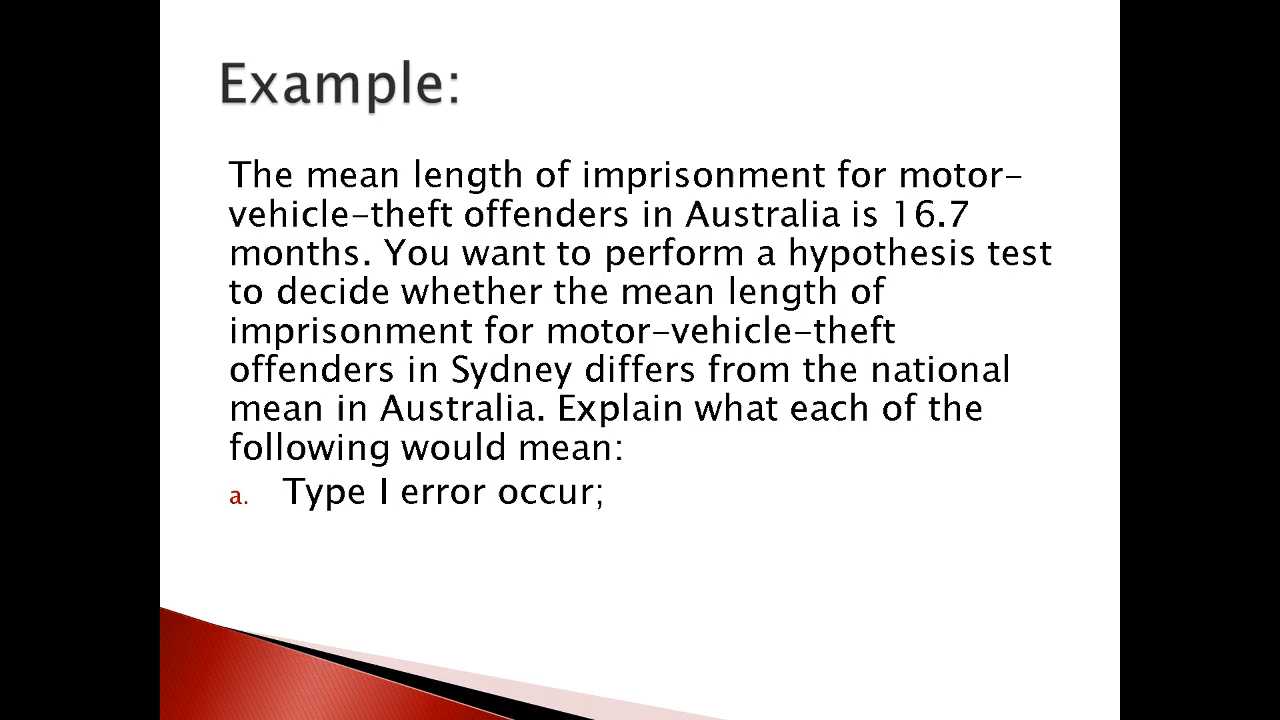 Example:
The mean length of imprisonment for motor-
vehicle-theft offenders in Australia is 16.7
months. You want to perform a hypothesis test
to decide whether the mean length of
imprisonment for motor-vehicle-theft
offenders in Sydney differs from the national
mean in Australia. Explain what each of the
following would mean:
a. Type I error occur;